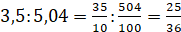 3,5:5,04 = 35/10 : 504/100 = 25/36